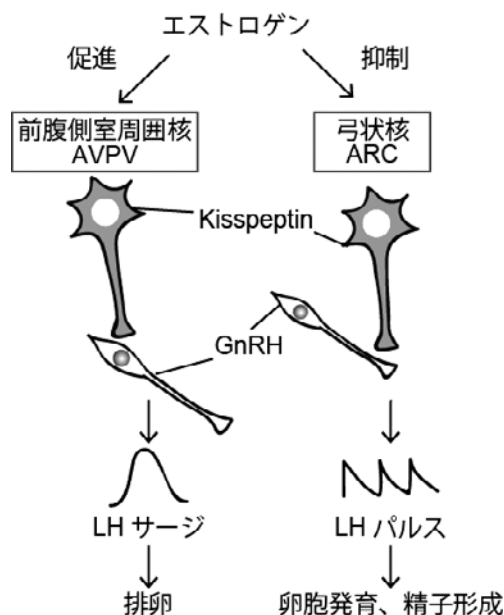 エストロゲン
促進
抑制
前腹側室周囲核
AVPV
弓状核
ARC
Kisspeptin
GnRH
LH サージ
LH パルス
排卵
卵胞発育、精子形成